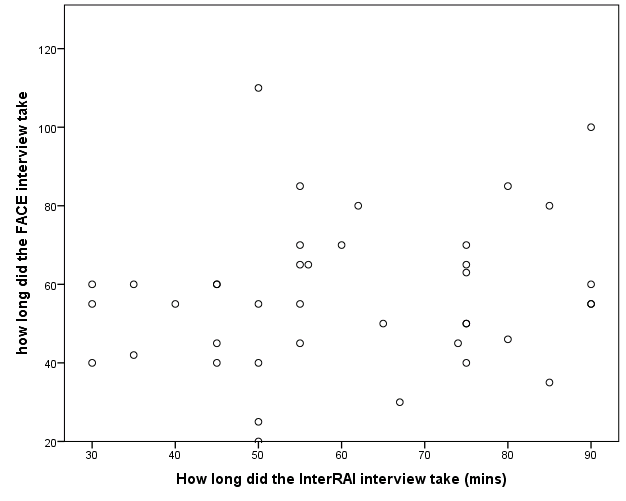 how long did the FACE interview take
120
100
80
60
40
20
30 40 50 60 70 80 90
How long did the InterRAI interview take (mins)